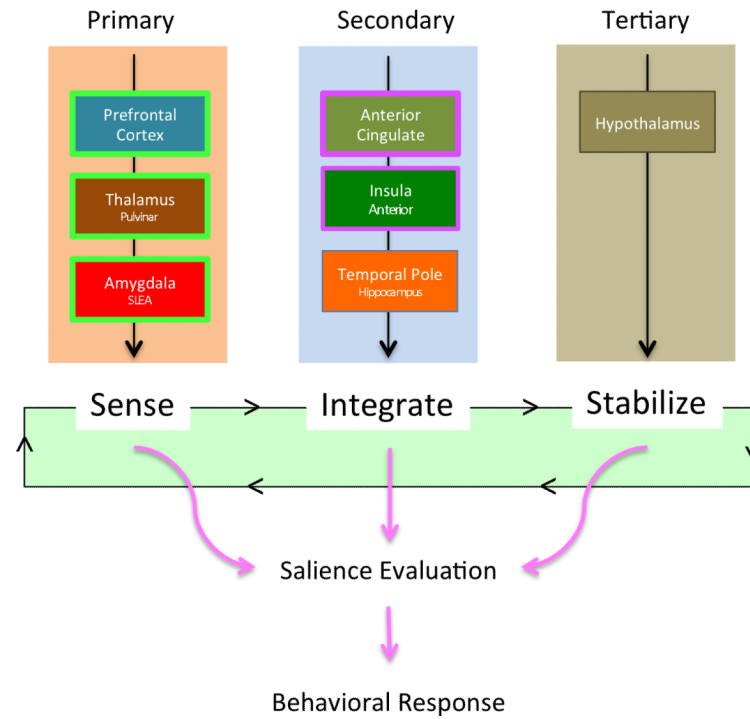 Primary
Secondary
Tertiary
Prefrontal
Cortex
Thalamus
Pulvinar
Amygdala
SLEA
Anterior
Cingulate
Insula
Anterior
Temporal Pole
Hippocampus
Hypothalamus
Sense
Integrate
Stabilize
Salience Evaluation
Behavioral Response